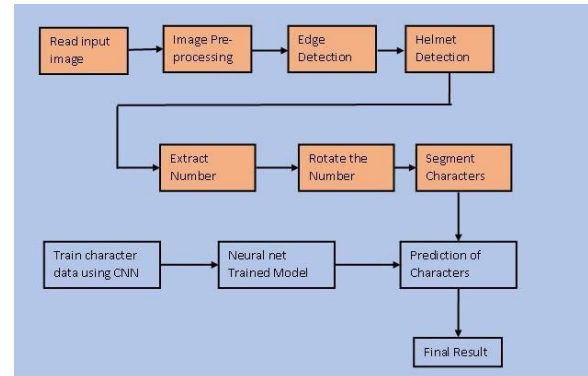 Read input
image
Image Pre-
processing
Edge
Detection
Helmet
Detection
Extract
Number
Rotate the
Number
Segment
Characters
Train character
data using CNN
Neural net
Trained Model
Prediction of
Characters
Final Result